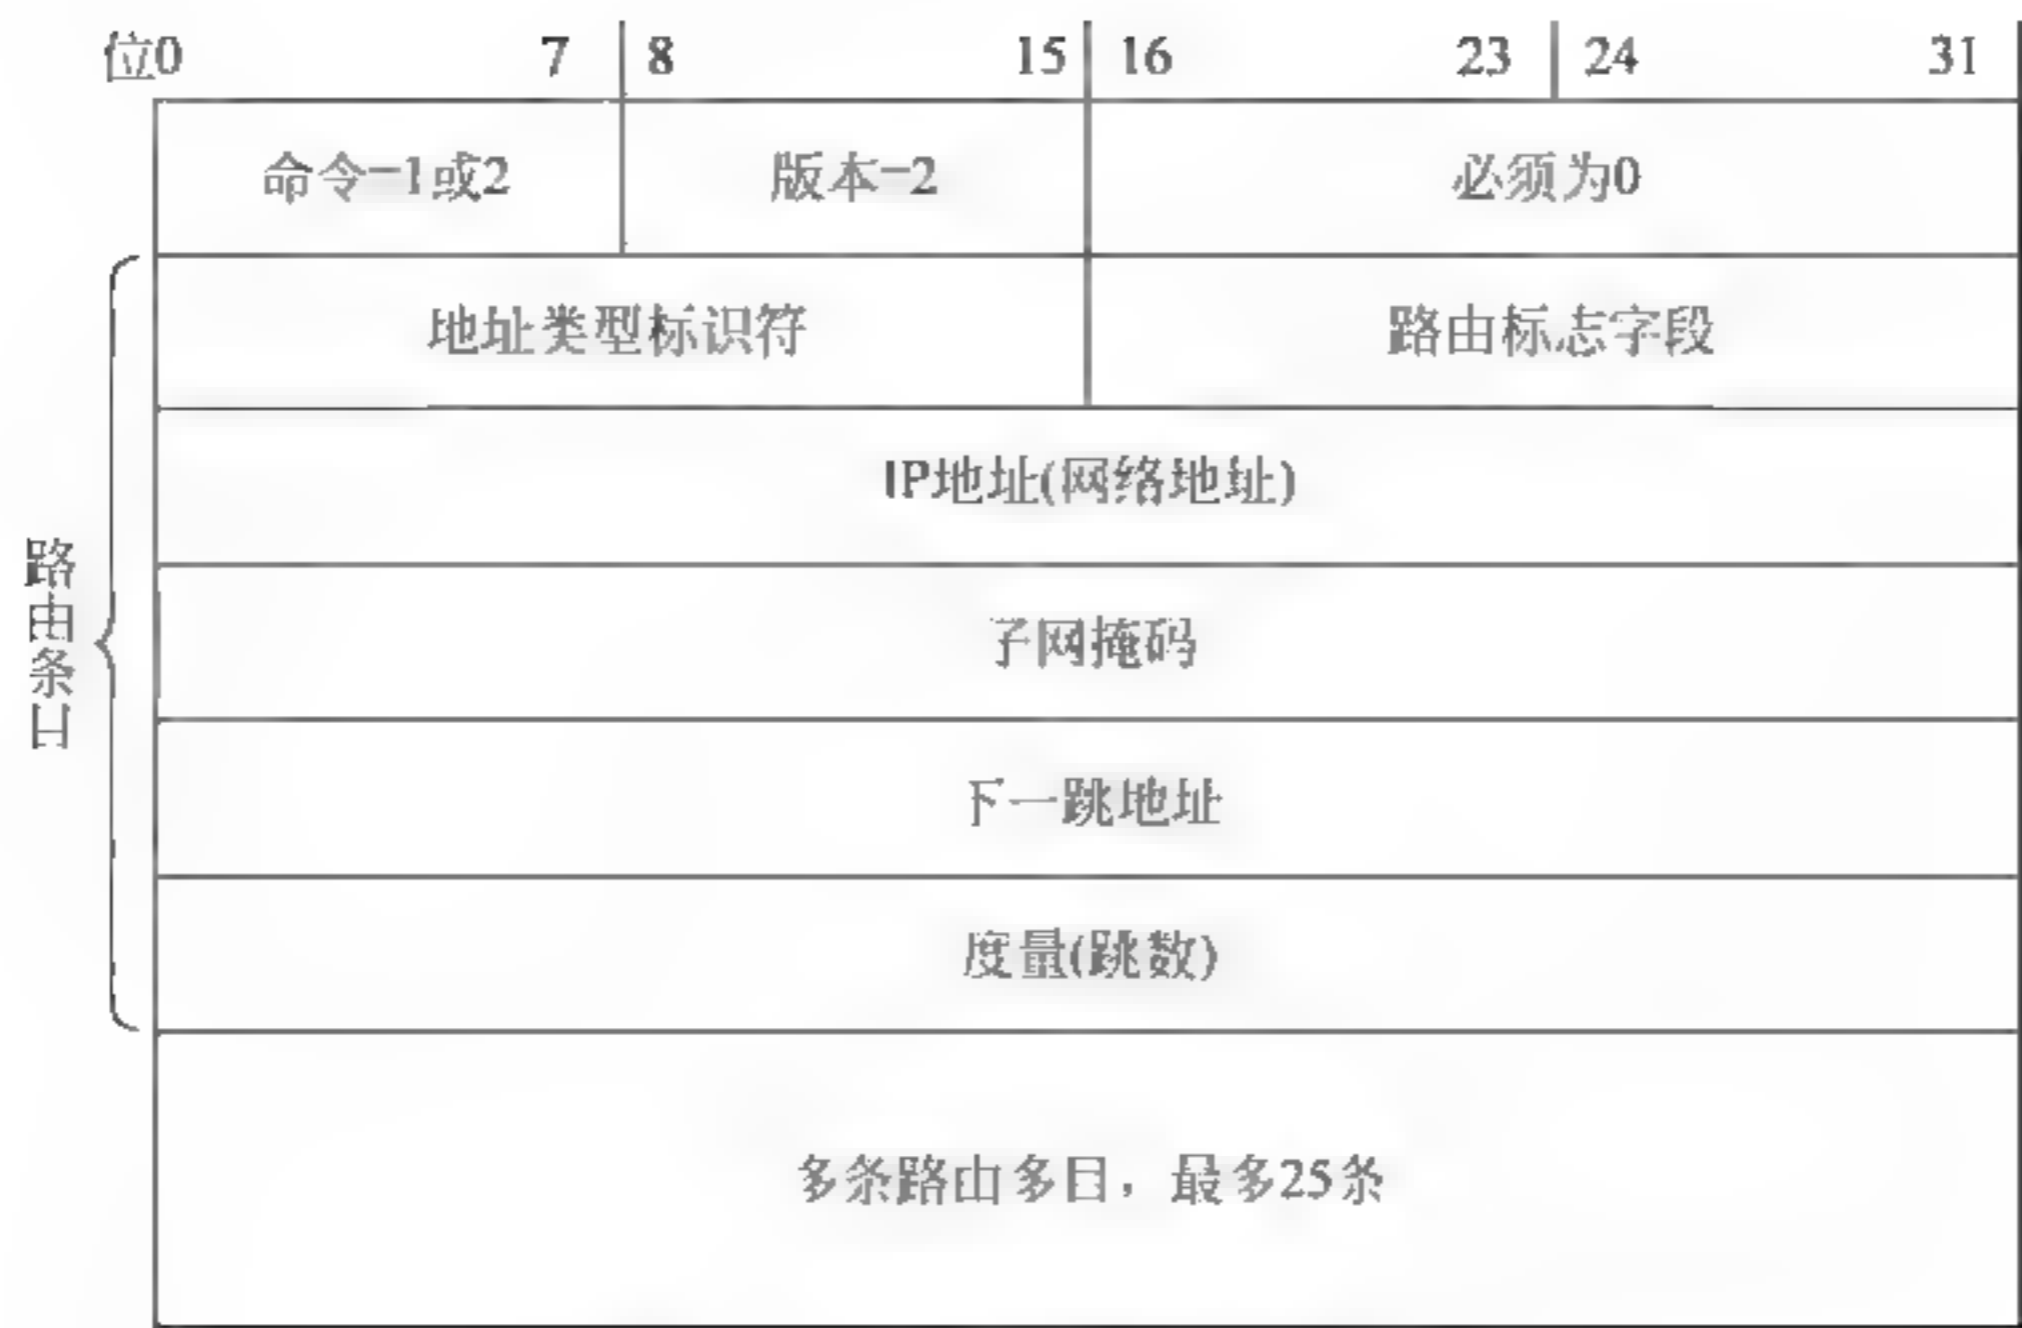 位0 7 8 15 16 23 24 31
命令=1或2 版本=2 必须为0
地址类型标识符 路由标志字段
IP地址(网络地址)
子网掩码
下一跳地址
度量(跳数)
路由条目
多条路由多目，最多25条